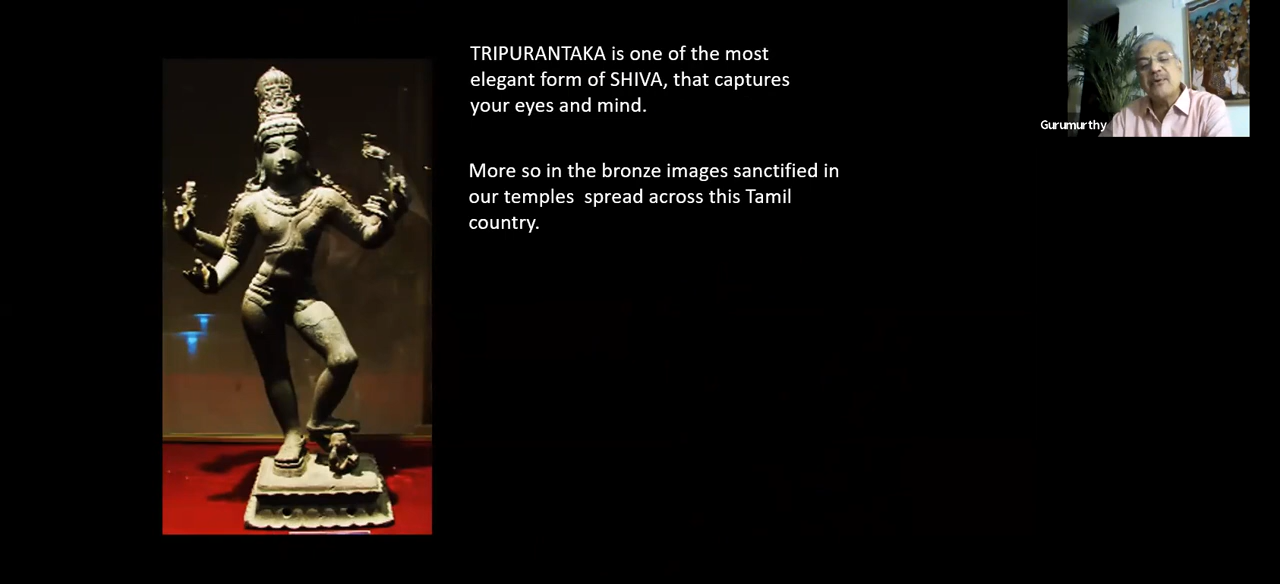 TRIPURANTAKA is one of the most
elegant form of SHIVA, that captures
your eyes and mind.
More so in the bronze images sanctified in
our temples  spread across this Tamil
country.
Gurumurthy